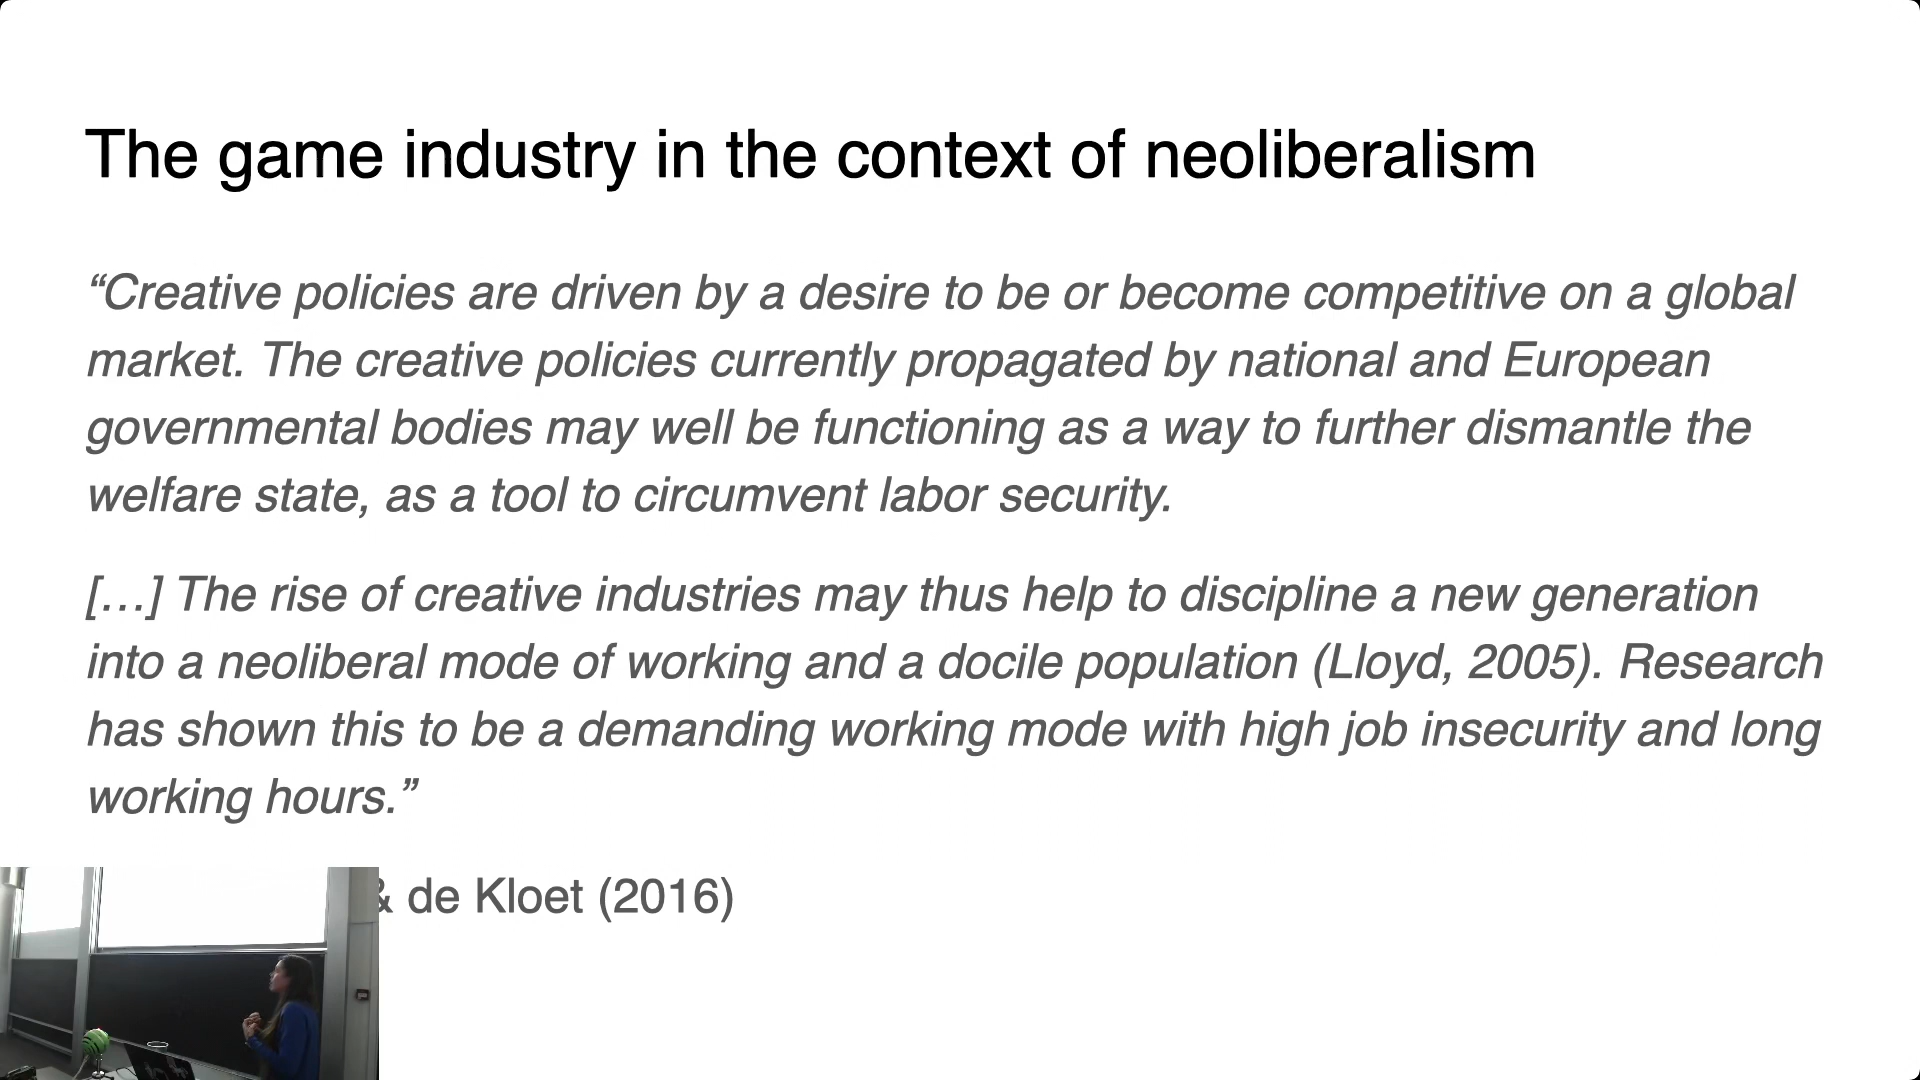 The game industry in the context of neoliberalism
“Creative policies are driven by a desire to be or become competitive on a global
market. The creative policies currently propagated by national and European
governmental bodies may well be functioning as a way to further dismantle the
welfare state, as a tool to circumvent labor security.
[…] The rise of creative industries may thus help to discipline a new generation
into a neoliberal mode of working and a docile population (Lloyd, 2005). Research
has shown this to be a demanding working mode with high job insecurity and long
working hours.”
& de Kloet (2016)